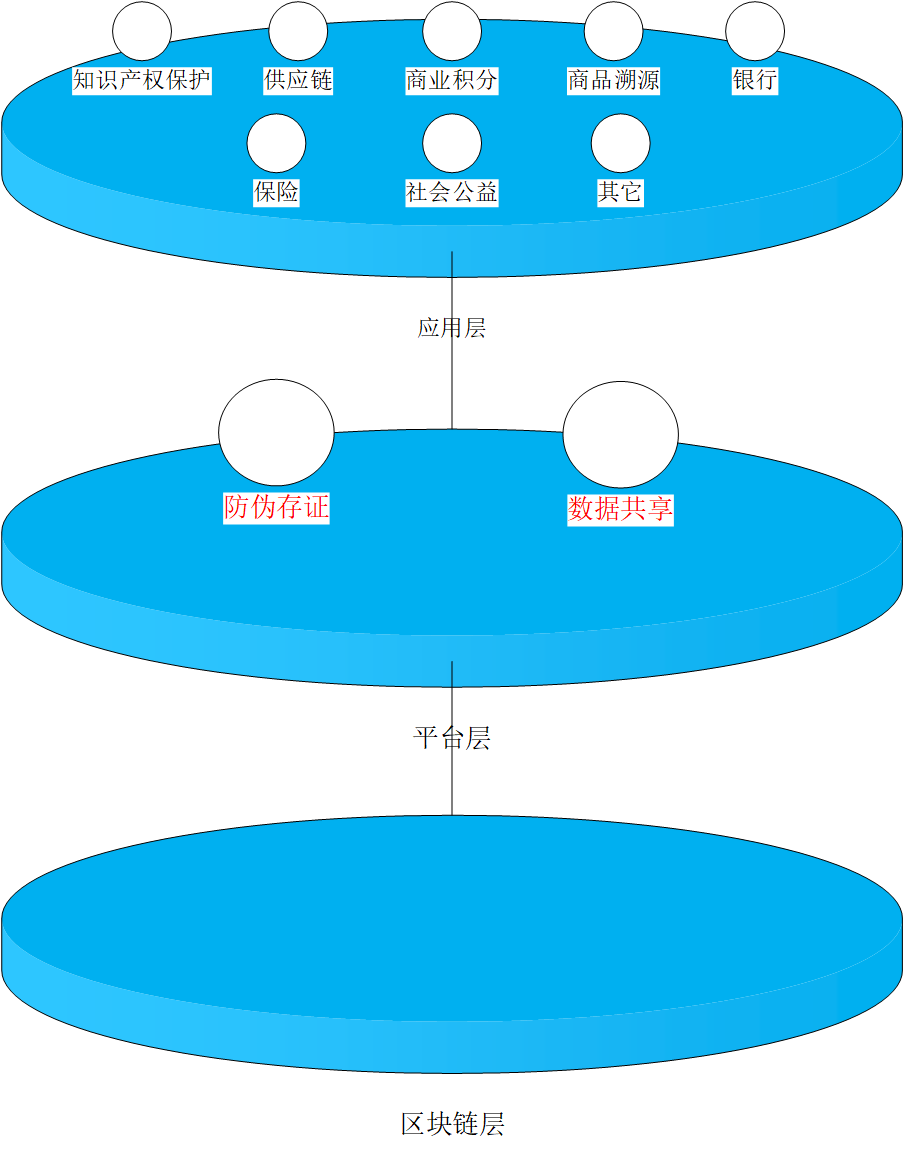 知识产权保护
供应链
商业积分
商品溯源
银行
保险
社会公益
其它
应用层
防伪存证
数据共享
平台层
区块链层